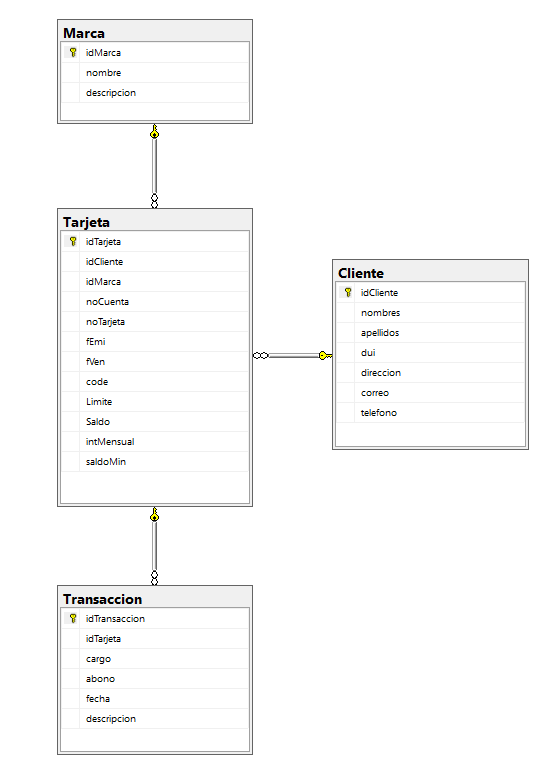 Marca
idMarca
nombre
descripcion
Tarjeta
idTarjeta
idCliente
idMarca
noCuenta
noTarjeta
fEmi
fVen
code
Limite
Saldo
intMensual
saldoMin
Cliente
idCliente
nombres
apellidos
dui
direccion
correo
telefono
Transaccion
idTransaccion
idTarjeta
cargo
abono
fecha
descripcion